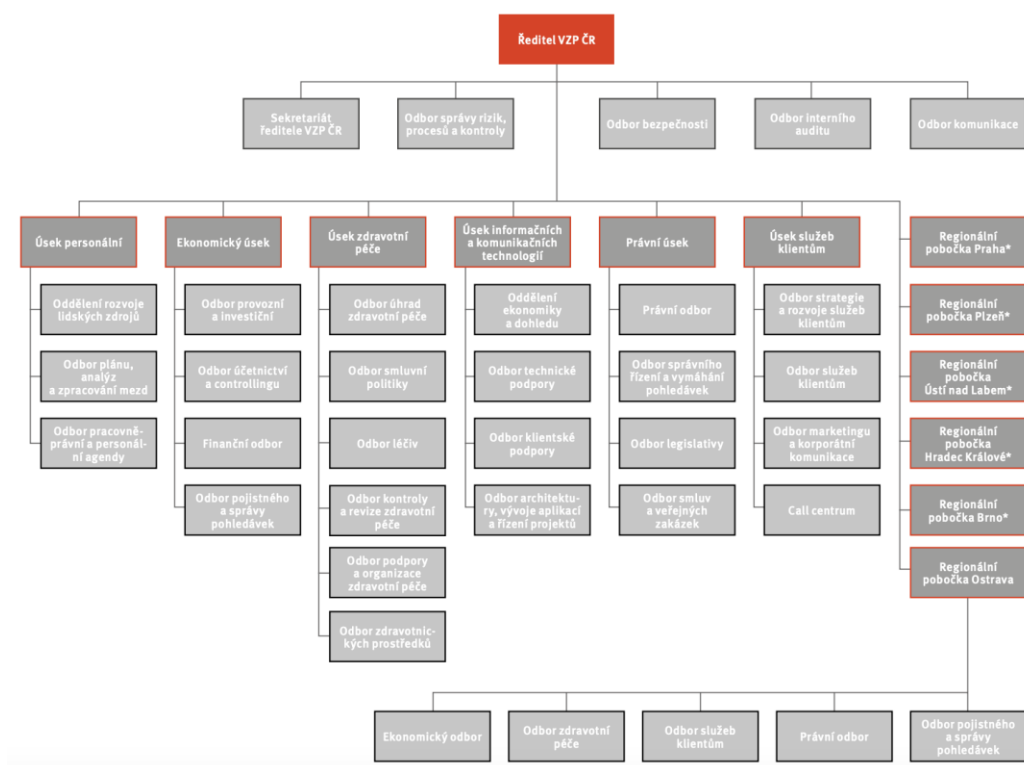 Ředitel VZP ČR
Sekretariát
ředitele VZP ČR
Odbor správy rizik,
procesů a kontroly
Odbor bezpečnosti
Odbor interního
auditu
Odbor komunikace
Úsek personální
Oddělení rozvoje
lidských zdrojů
Odbor plánu,
analýz
a zpracování mezd
Odbor pracovně-
právní a personál-
ní agendy
Ekonomický úsek
Odbor provozní
a investiční
Odbor účetnictví
a controllingu
Finanční odbor
Odbor pojistného
a správy
pohledávek
Úsek zdravotní
péče
Odbor úhrad
zdravotní péče
Odbor smluvní
politiky
Odbor léčiv
Odbor kontroly
a revize zdravotní
péče
Odbor podpory
a organizace
zdravotní péče
Odbor zdravotnic-
kých prostředků
Úsek informačních
a komunikačních
technologií
Oddělení
ekonomiky
a dohledu
Odbor technické
podpory
Odbor klientské
podpory
Odbor architektu-
ry, vývoje aplikací
a řízení projektů
Právní úsek
Právní odbor
Odbor správního
řízení a vymáhání
pohledávek
Odbor legislativy
Odbor smluv
a veřejných
zakázek
Úsek služeb
klientům
Odbor strategie
a rozvoje služeb
klientům
Odbor služeb
klientům
Odbor marketingu
a korporátní
komunikace
Call centrum
Regionální
pobočka Praha*
Regionální
pobočka Plzeň*
Regionální
pobočka
Ústí nad Labem*
Regionální
pobočka
Hradec Králové*
Regionální
pobočka Brno*
Regionální
pobočka Ostrava
Ekonomický odbor
Odbor zdravotní
péče
Odbor služeb
klientům
Právní odbor
Odbor pojistného
a správy
pohledávek